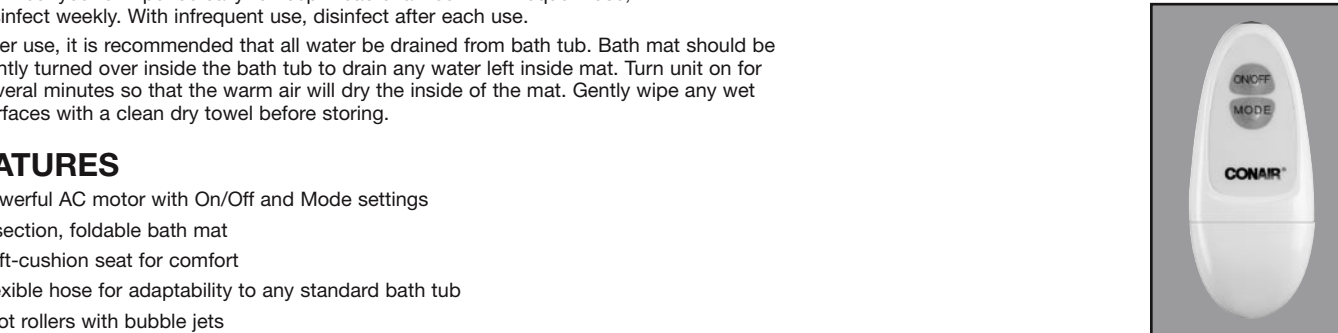 infect weekly. With infrequent use, disinfect after each use.
er use, it is recommended that all water be drained from bath tub. Bath mat should be
ntly turned over inside the bath tub to drain any water left inside mat. Turn unit on for
veral minutes so that the warm air will dry the inside of the mat. Gently wipe any wet
rfaces with a clean dry towel before storing.
ATURES
werful AC motor with On/Off and Mode settings
section, foldable bath mat
ft-cushion seat for comfort
exible hose for adaptability to any standard bath tub
ot rollers with bubble jets
ON/OFF
MODE
CONAIR®